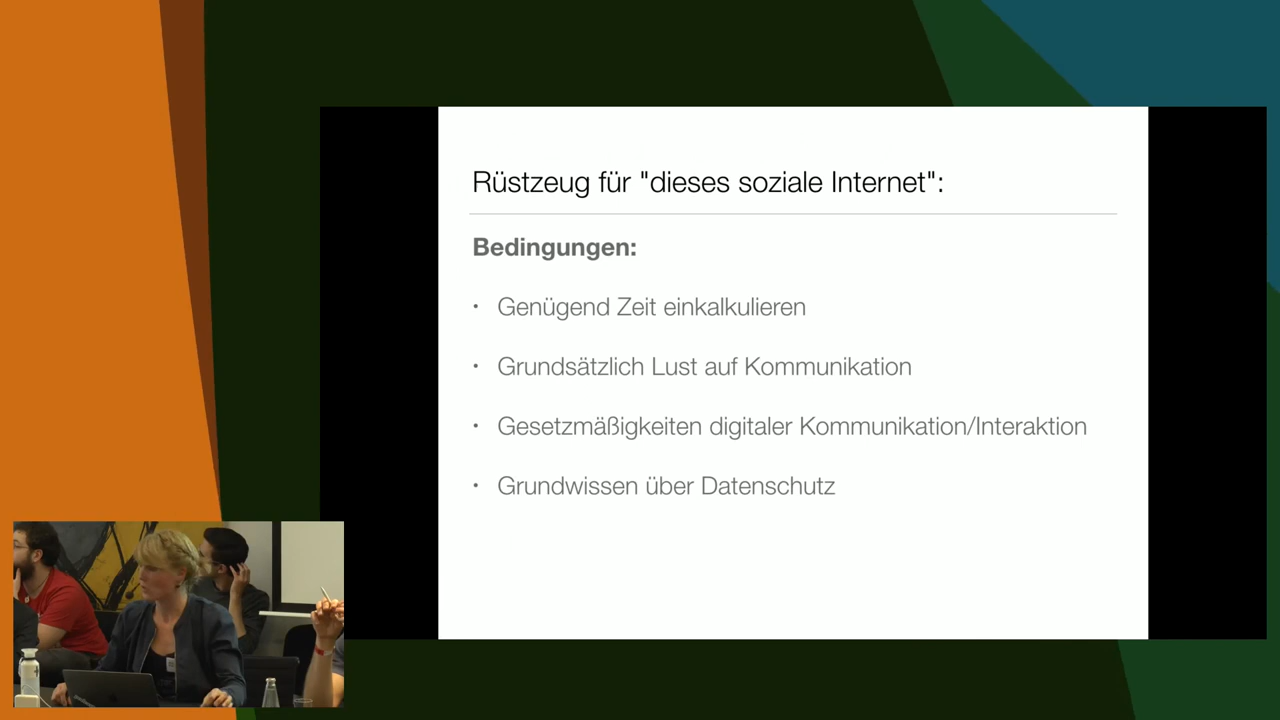 Rüstzeug für "dieses soziale Internet":
Bedingungen:
• Genügend Zeit einkalkulieren
• Grundsätzlich Lust auf Kommunikation
• Gesetzmäßigkeiten digitaler Kommunikation/Interaktion
• Grundwissen über Datenschutz